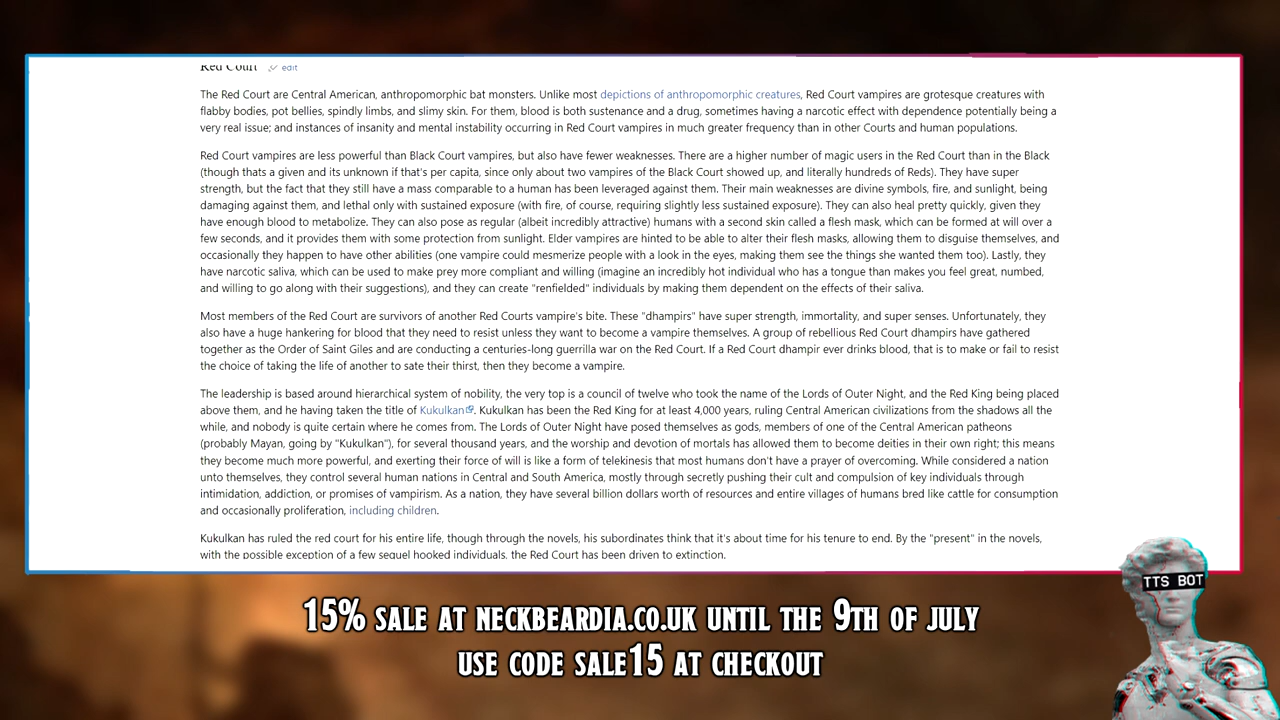 Red Court edit
The Red Court are Central American, anthropomorphic bat monsters. Unlike most depictions of anthropomorphic creatures, Red Court vampires are grotesque creatures with
flabby bodies, pot bellies, spindly limbs, and slimy skin. For them, blood is both sustenance and a drug, sometimes having a narcotic effect with dependence potentially being a
very real issue; and instances of insanity and mental instability occurring in Red Court vampires in much greater frequency than in other Courts and human populations.
Red Court vampires are less powerful than Black Court vampires, but also have fewer weaknesses. There are a higher number of magic users in the Red Court than in the Black
(though thats a given and its unknown if that's per capita, since only about two vampires of the Black Court showed up, and literally hundreds of Reds). They have super
strength, but the fact that they still have a mass comparable to a human has been leveraged against them. Their main weaknesses are divine symbols, fire, and sunlight, being
damaging against them, and lethal only with sustained exposure (with fire, of course, requiring slightly less sustained exposure). They can also heal pretty quickly, given they
have enough blood to metabolize. They can also pose as regular (albeit incredibly attractive) humans with a second skin called a flesh mask, which can be formed at will over a
few seconds, and it provides them with some protection from sunlight. Elder vampires are hinted to be able to alter their flesh masks, allowing them to disguise themselves, and
occasionally they happen to have other abilities (one vampire could mesmerize people with a look in the eyes, making them see the things she wanted them too). Lastly, they
have narcotic saliva, which can be used to make prey more compliant and willing (imagine an incredibly hot individual who has a tongue than makes you feel great, numbed,
and willing to go along with their suggestions), and they can create "renfielded" individuals by making them dependent on the effects of their saliva.
Most members of the Red Court are survivors of another Red Courts vampire's bite. These "dhampirs" have super strength, immortality, and super senses. Unfortunately, they
also have a huge hankering for blood that they need to resist unless they want to become a vampire themselves. A group of rebellious Red Court dhampirs have gathered
together as the Order of Saint Giles and are conducting a centuries-long guerrilla war on the Red Court. If a Red Court dhampir ever drinks blood, that is to make or fail to resist
the choice of taking the life of another to sate their thirst, then they become a vampire.
The leadership is based around hierarchical system of nobility, the very top is a council of twelve who took the name of the Lords of Outer Night, and the Red King being placed
above them, and he having taken the title of Kukulkan. Kukulkan has been the Red King for at least 4,000 years, ruling Central American civilizations from the shadows all the
while, and nobody is quite certain where he comes from. The Lords of Outer Night have posed themselves as gods, members of one of the Central American patheons
(probably Mayan, going by "Kukulkan"), for several thousand years, and the worship and devotion of mortals has allowed them to become deities in their own right; this means
they become much more powerful, and exerting their force of will is like a form of telekinesis that most humans don't have a prayer of overcoming. While considered a nation
unto themselves, they control several human nations in Central and South America, mostly through secretly pushing their cult and compulsion of key individuals through
intimidation, addiction, or promises of vampirism. As a nation, they have several billion dollars worth of resources and entire villages of humans bred like cattle for consumption
and occasionally proliferation, including children.
Kukulkan has ruled the red court for his entire life, though through the novels, his subordinates think that it's about time for his tenure to end. By the "present" in the novels,
with the possible exception of a few sequel hooked individuals, the Red Court has been driven to extinction.
TTS BOT
15% SALE AT NECKBEARDIA.CO.UK UNTIL THE 9TH OF JULY
USE CODE SALE15 AT CHECKOUT